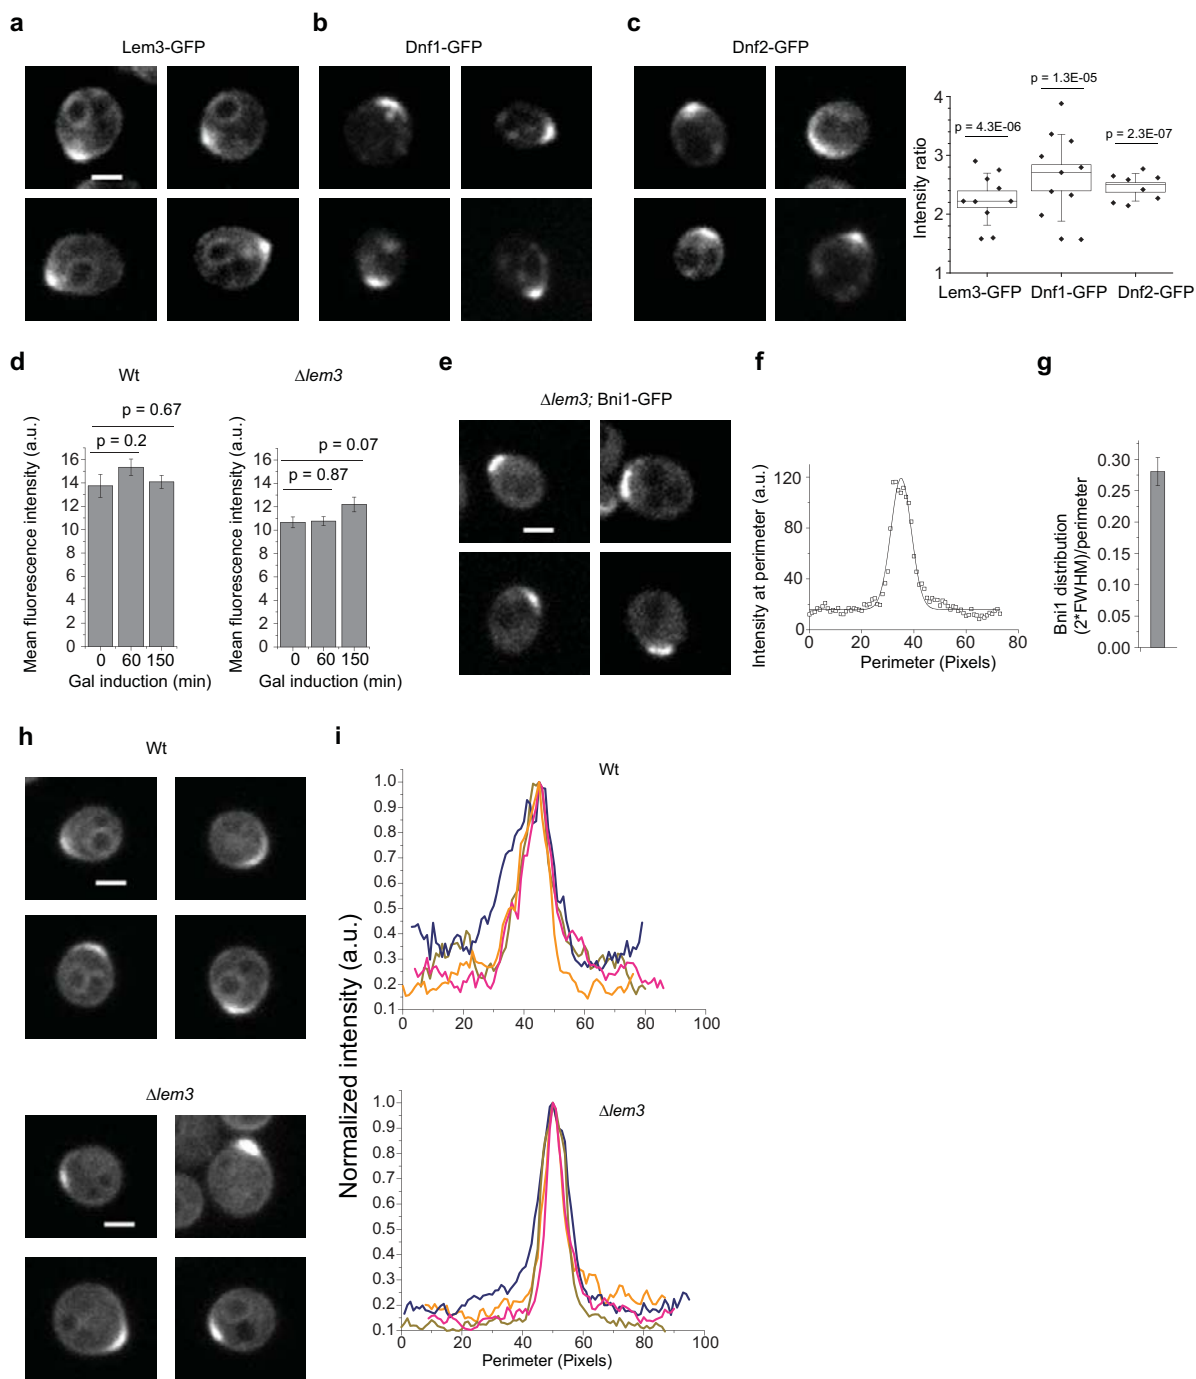 a
b
c
Lem3-GFP
Dnf1-GFP
Dnf2-GFP
p = 1.3E-05
p = 4.3E-06
p = 2.3E-07
Intensity ratio
4
3
2
1
Lem3-GFP Dnf1-GFP Dnf2-GFP
d
Wt
Δlem3
p = 0.67
p = 0.2
p = 0.07
p = 0.87
Mean fluorescence intensity (a.u.)
16
14
12
10
8
6
4
2
0
0 60 150
Gal induction (min)
Mean fluorescence intensity (a.u.)
16
14
12
10
8
6
4
2
0
0 60 150
Gal induction (min)
e
Δlem3; Bni1-GFP
f
Intensity at perimeter (a.u.)
120
80
40
0
0 20 40 60 80
Perimeter (Pixels)
g
Bni1 distribution
(2*FWHM)/perimeter
0.30
0.25
0.20
0.15
0.10
0.05
0.00
h
Wt
Δlem3
i
Normalized intensity (a.u.)
Wt
1.0
0.9
0.8
0.7
0.6
0.5
0.4
0.3
0.2
0.1
0 20 40 60 80 100
Δlem3
1.0
0.9
0.8
0.7
0.6
0.5
0.4
0.3
0.2
0.1
0 20 40 60 80 100
Perimeter (Pixels)